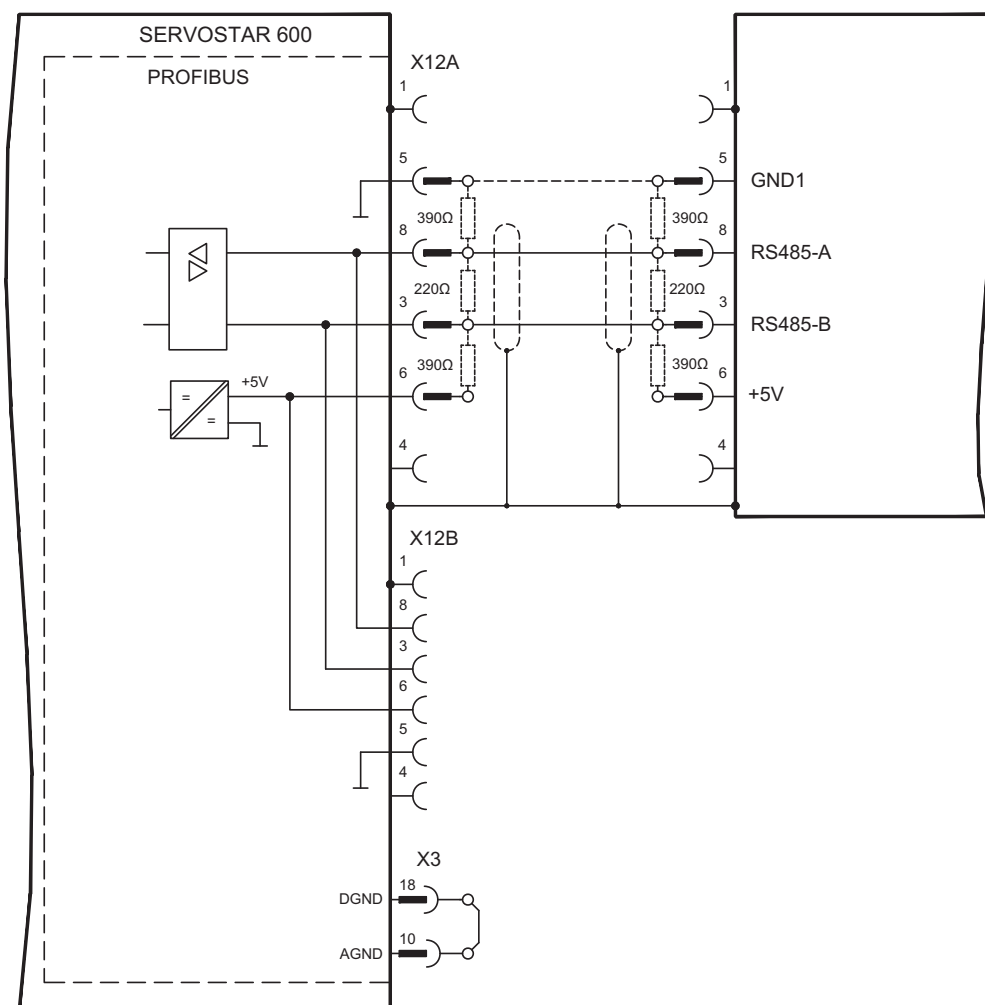 SERVOSTAR 600
PROFIBUS
X12A
1
1
5
5
GND1
390Ω
390Ω
8
8
RS485-A
220Ω
220Ω
3
3
RS485-B
390Ω
390Ω
6
6
+5V
+5V
=
=
4
4
X12B
1
8
3
6
5
4
X3
DGND
18
AGND
10